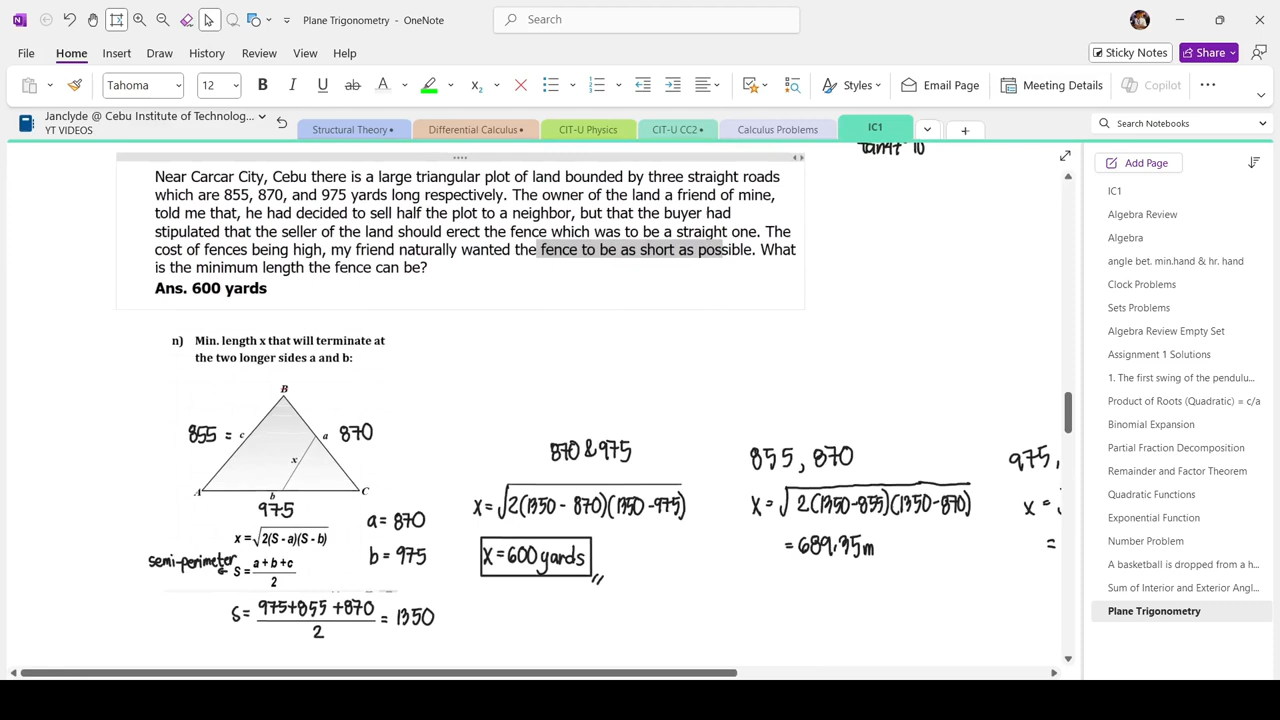 Plane Trigonometry - OneNote
Search
File Home Insert Draw History Review View Help
Sticky Notes
Share
Tahoma 12
Styles
Email Page
Meeting Details
Copilot
Janclyde @ Cebu Institute of Technolog...
YT VIDEOS
Structural Theory
Differential Calculus
CIT-U Physics
CIT-U CC2
Calculus Problems
IC1
Search Notebooks
Near Carcar City, Cebu there is a large triangular plot of land bounded by three straight roads
which are 855, 870, and 975 yards long respectively. The owner of the land a friend of mine,
told me that, he had decided to sell half the plot to a neighbor, but that the buyer had
stipulated that the seller of the land should erect the fence which was to be a straight one. The
cost of fences being high, my friend naturally wanted the fence to be as short as possible. What
is the minimum length the fence can be?
Ans. 600 yards
n) Min. length x that will terminate at
the two longer sides a and b:
B
855 = c
a 870
x
A b C
975
x = √2(S - a)(S - b)
semi-perimeter
S = a + b + c / 2
S = 975+855+870 / 2 = 1350
a = 870
b = 975
870 & 975
x = √2(1350 - 870)(1350 - 975)
x = 600 yards
855, 870
x = √2(1350-855)(1350-870)
= 689.35m
975,
x = √
=
Add Page
IC1
Algebra Review
Algebra
angle bet. min.hand & hr. hand
Clock Problems
Sets Problems
Algebra Review Empty Set
Assignment 1 Solutions
1. The first swing of the pendulu...
Product of Roots (Quadratic) = c/a
Binomial Expansion
Partial Fraction Decomposition
Remainder and Factor Theorem
Quadratic Functions
Exponential Function
Number Problem
A basketball is dropped from a h...
Sum of Interior and Exterior Angl...
Plane Trigonometry